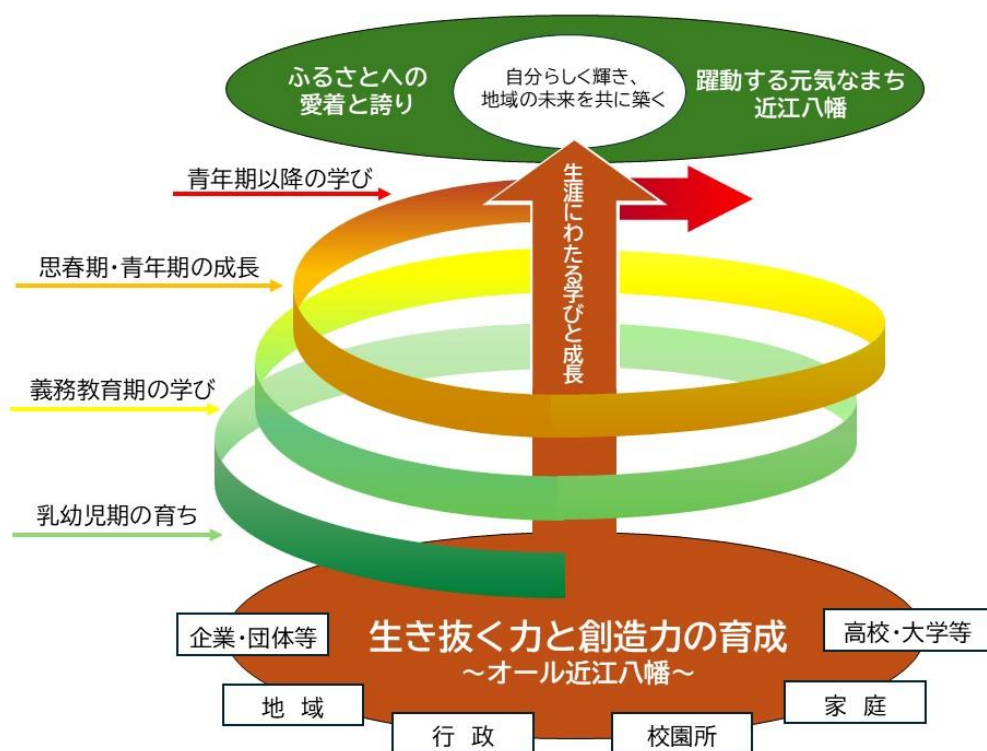 ふるさとへの
愛着と誇り
自分らしく輝き、
地域の未来を共に築く
躍動する元気なまち
近江八幡
生涯にわたる学びと成長
青年期以降の学び
思春期・青年期の成長
義務教育期の学び
乳幼児期の育ち
生き抜く力と創造力の育成
～オール近江八幡～
企業・団体等
高校・大学等
地 域
家 庭
行 政
校園所